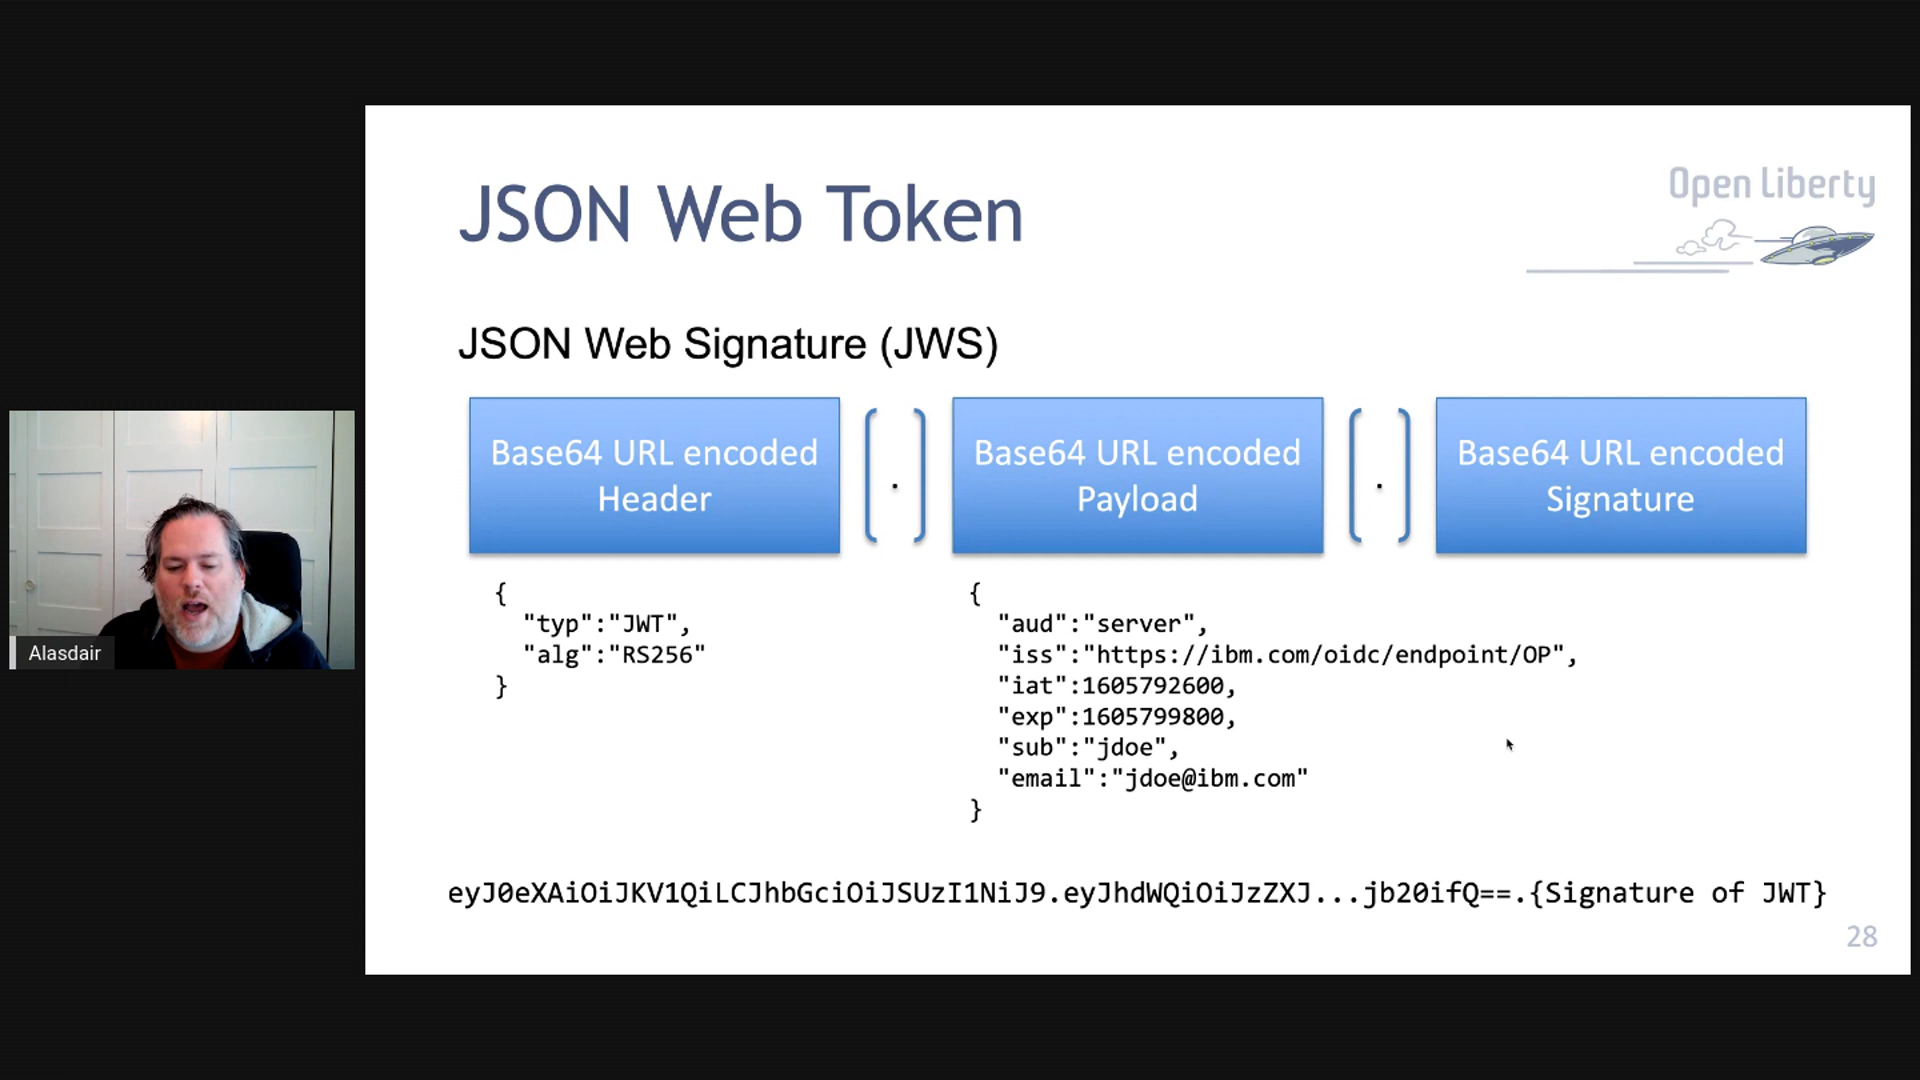 Open Liberty
JSON Web Token
JSON Web Signature (JWS)
Base64 URL encoded
Header
.
Base64 URL encoded
Payload
.
Base64 URL encoded
Signature
{
"typ":"JWT",
"alg":"RS256"
}
{
"aud":"server",
"iss":"https://ibm.com/oidc/endpoint/OP",
"iat":1605792600,
"exp":1605799800,
"sub":"jdoe",
"email":"jdoe@ibm.com"
}
eyJ0eXAiOiJKV1QiLCJhbGciOiJSUzI1NiJ9.eyJhdWQiOiJzZXJ...jb20ifQ==.{Signature of JWT}
28
Alasdair